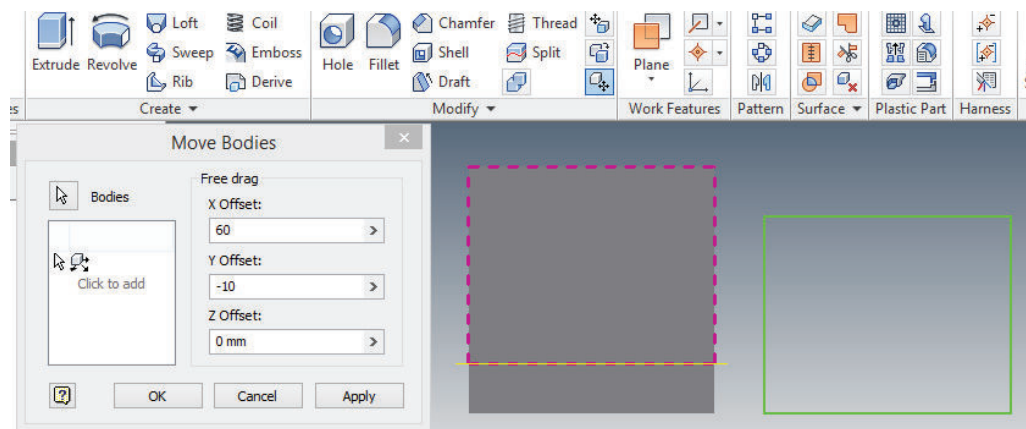 Loft Coil Chamfer Thread
Extrude Revolve Sweep Emboss Hole Fillet Shell Split Plane
Rib Derive Draft
Create Modify Work Features Pattern Surface Plastic Part Harness
Move Bodies
Bodies
Free drag
X Offset:
60
Y Offset:
Click to add
-10
Z Offset:
0 mm
OK Cancel Apply